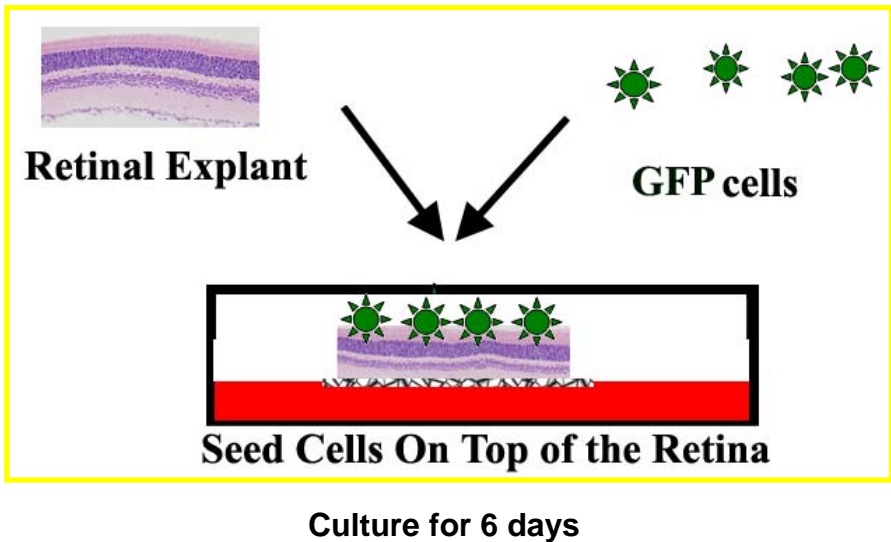 Retinal Explant
GFP cells
Seed Cells On Top of the Retina
Culture for 6 days